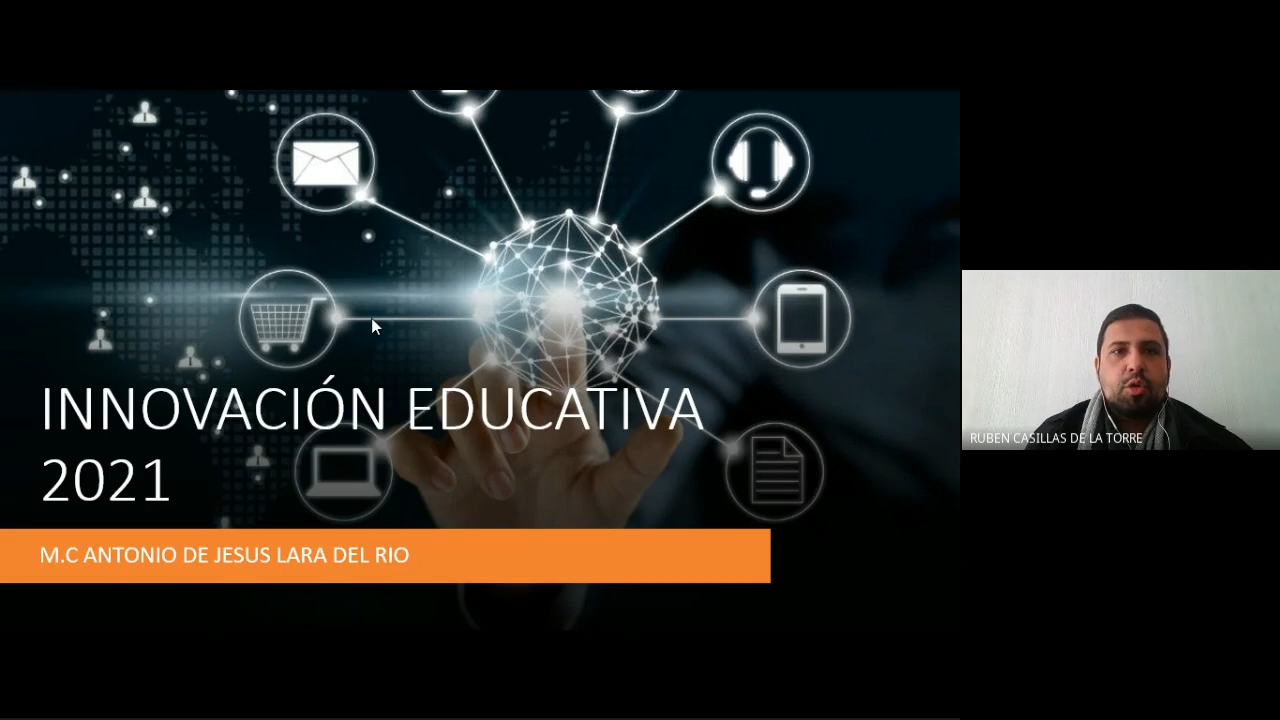 INNOVACIÓN EDUCATIVA
2021
M.C ANTONIO DE JESUS LARA DEL RIO
RUBEN CASILLAS DE LA TORRE